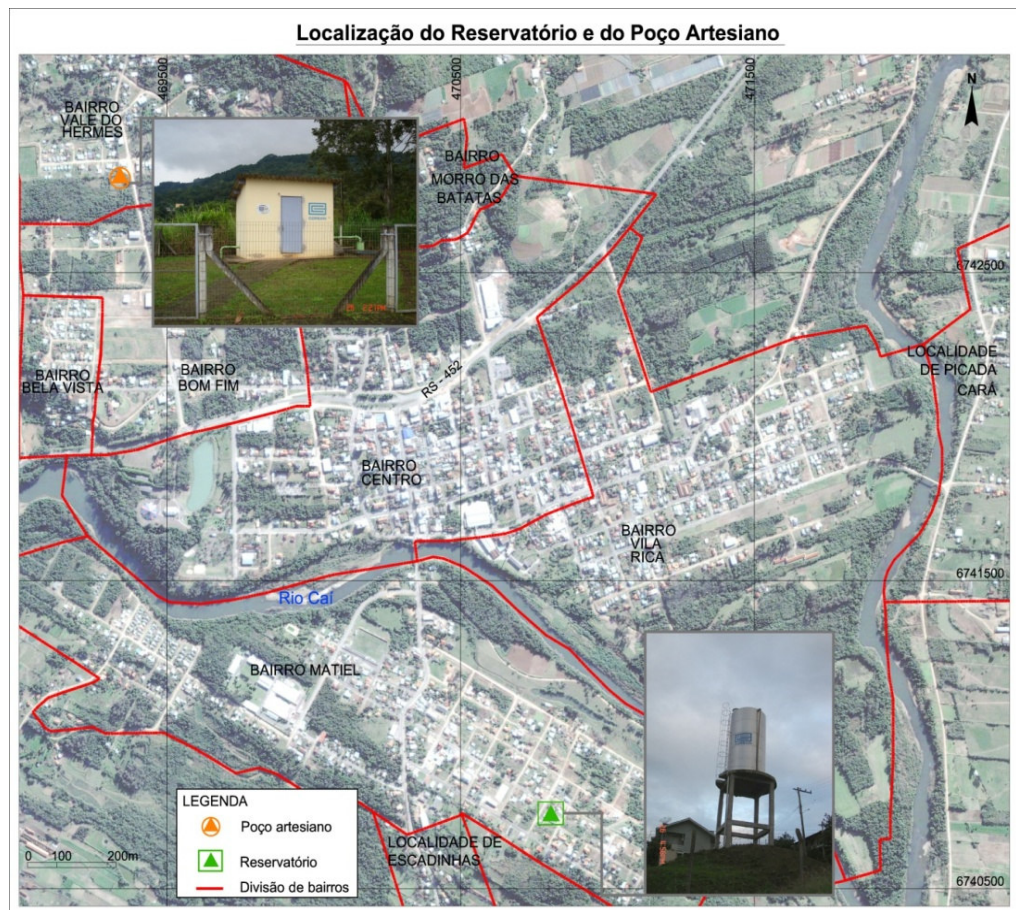 Localização do Reservatório e do Poço Artesiano
469500
470500
471500
N
BAIRRO
VALE DO
HERMES
BAIRRO
MORRO DAS
BATATAS
6742500
LOCALIDADE
DE PICADA
CARÁ
BAIRRO
BELA VISTA
BAIRRO
BOM FIM
RS - 452
BAIRRO
CENTRO
BAIRRO
VILA
RICA
6741500
Rio Caí
BAIRRO MATIEL
LEGENDA
Poço artesiano
Reservatório
Divisão de bairros
0 100 200m
LOCALIDADE DE
ESCADINHAS
6740500